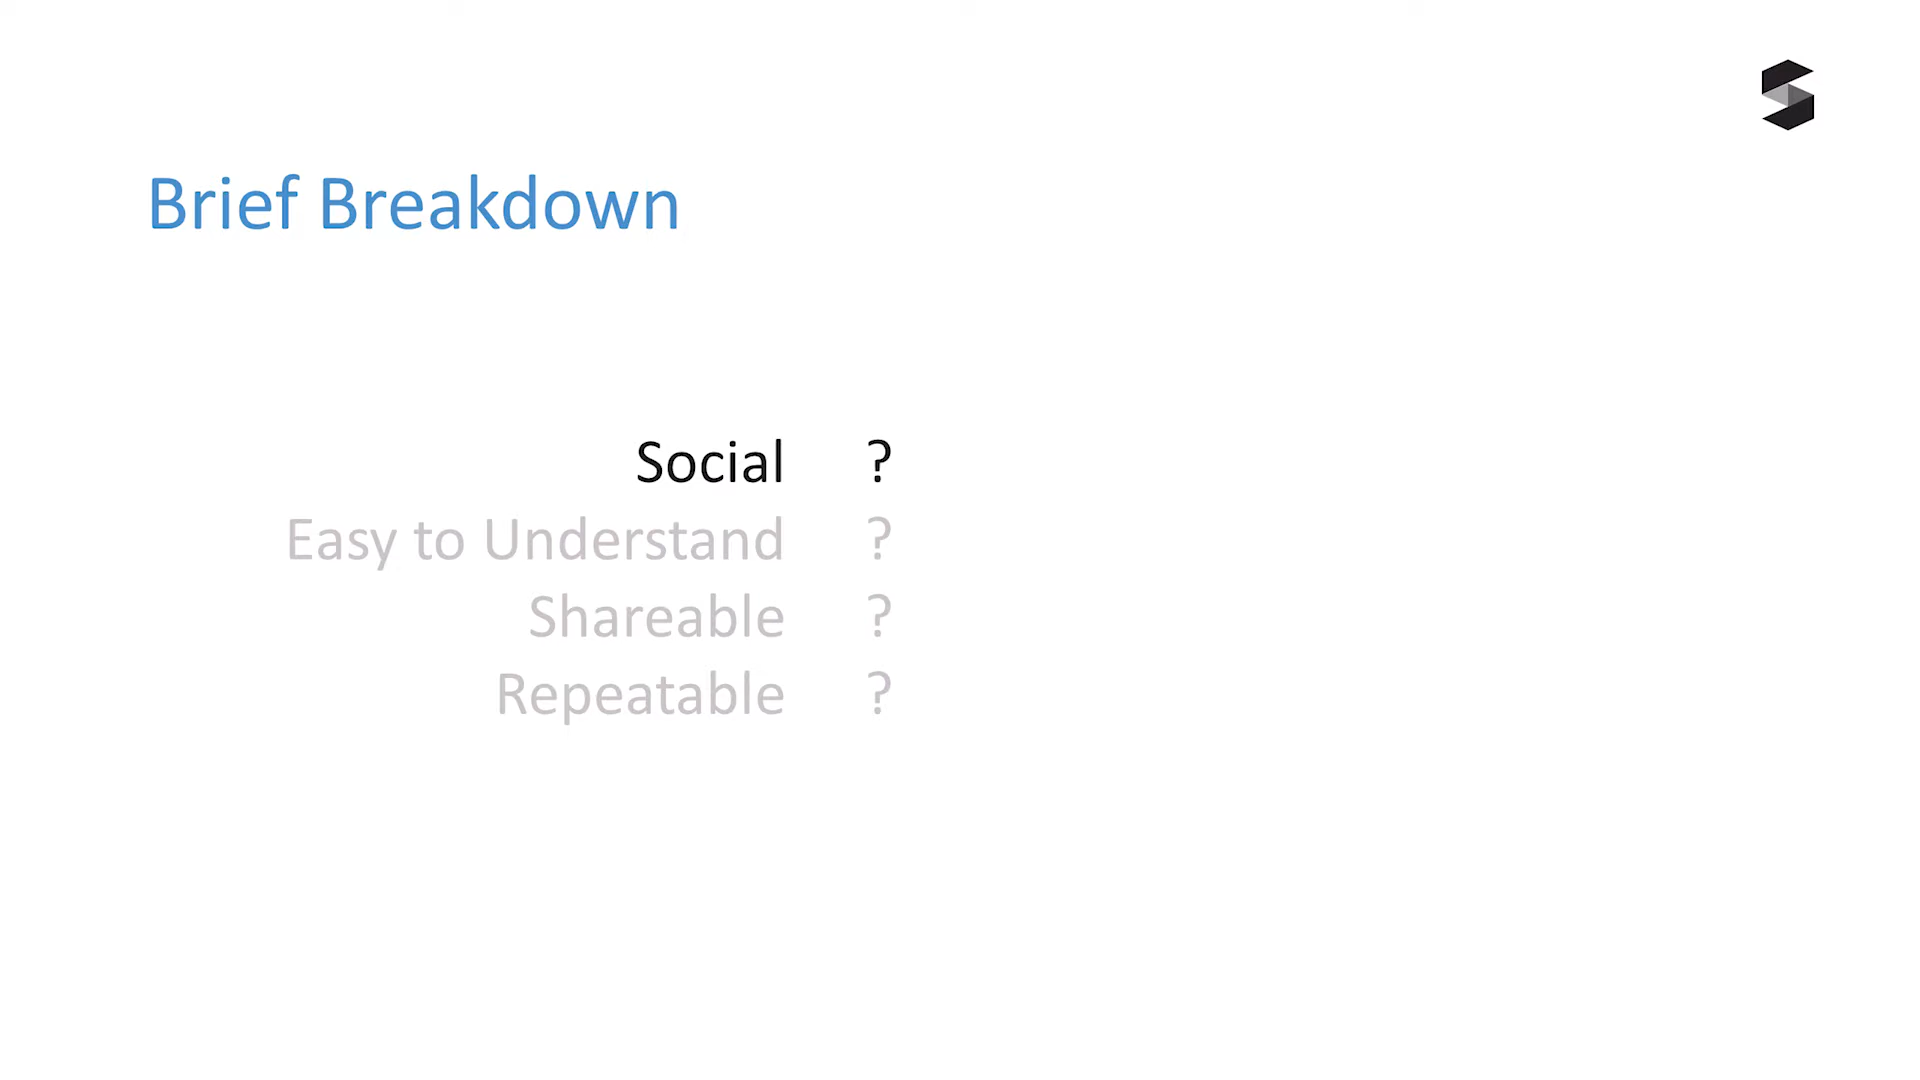 Brief Breakdown
Social ?
Easy to Understand ?
Shareable ?
Repeatable ?